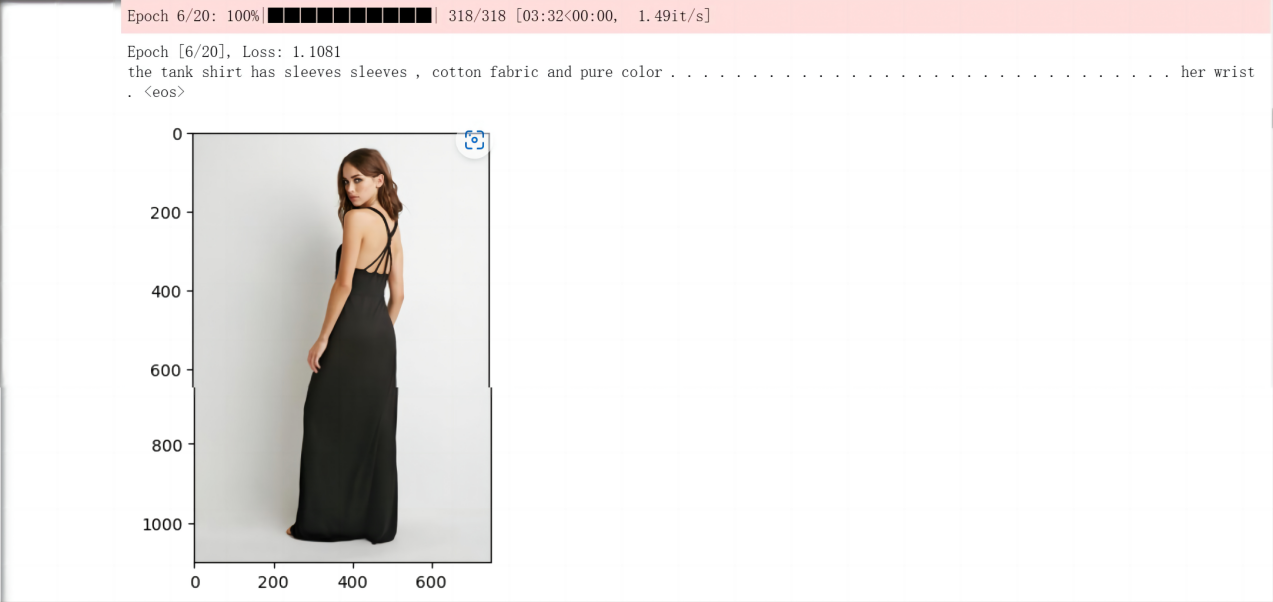 Epoch 6/20: 100%|██████████| 318/318 [03:32<00:00,  1.49it/s]
Epoch [6/20], Loss: 1.1081
the tank shirt has sleeves sleeves , cotton fabric and pure color . . . . . . . . . . . . . . . . . . . . . . . . . . . . . . . her wrist
. <eos>
0
200
400
600
800
1000
0 200 400 600